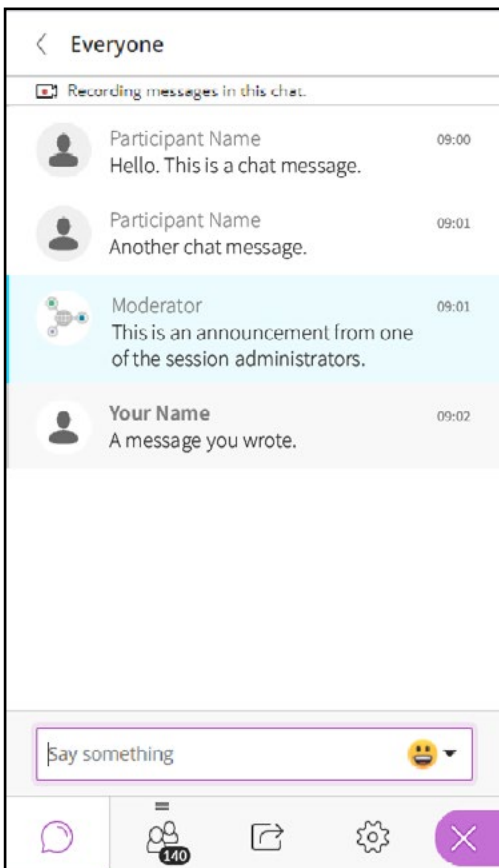 Everyone
Recording messages in this chat.
Participant Name 09:00
Hello. This is a chat message.
Participant Name 09:01
Another chat message.
Moderator 09:01
This is an announcement from one
of the session administrators.
Your Name 09:02
A message you wrote.
Say something
140